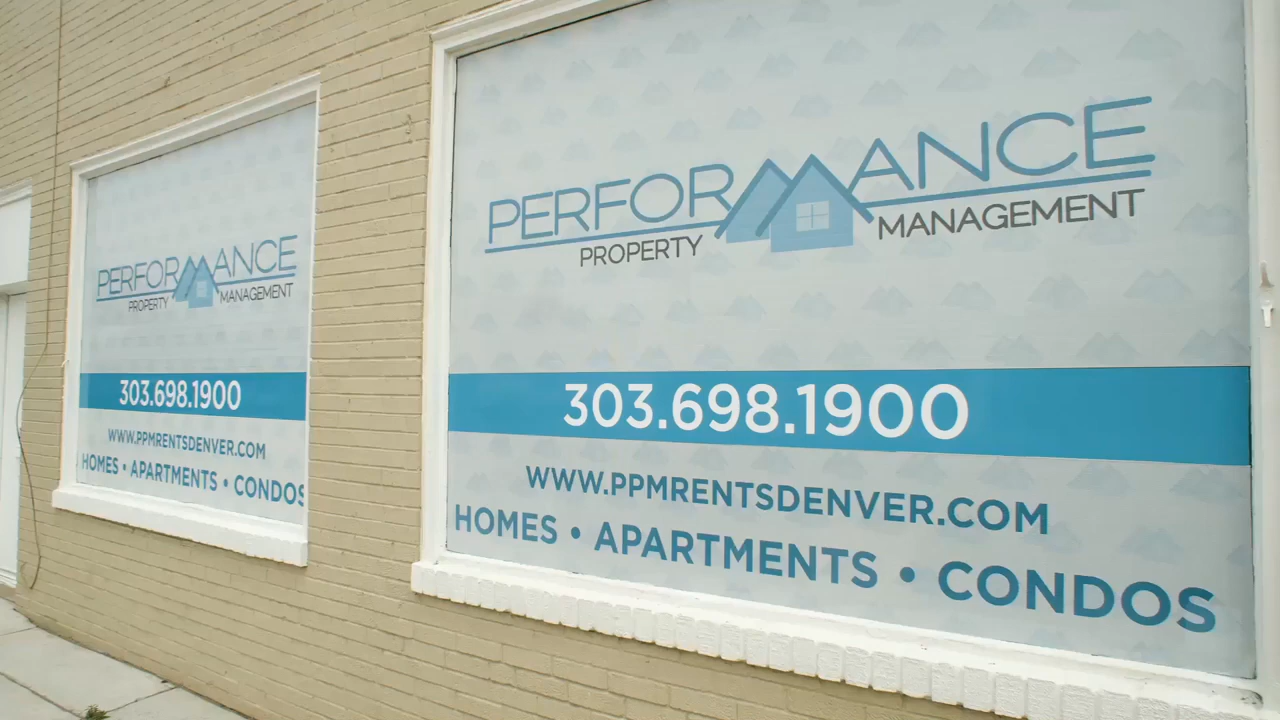 PERFORMANCE
PROPERTY MANAGEMENT
303.698.1900
WWW.PPMRENTSDENVER.COM
HOMES • APARTMENTS • CONDOS
PERFORMANCE
PROPERTY MANAGEMENT
303.698.1900
WWW.PPMRENTSDENVER.COM
HOMES • APARTMENTS • CONDOS